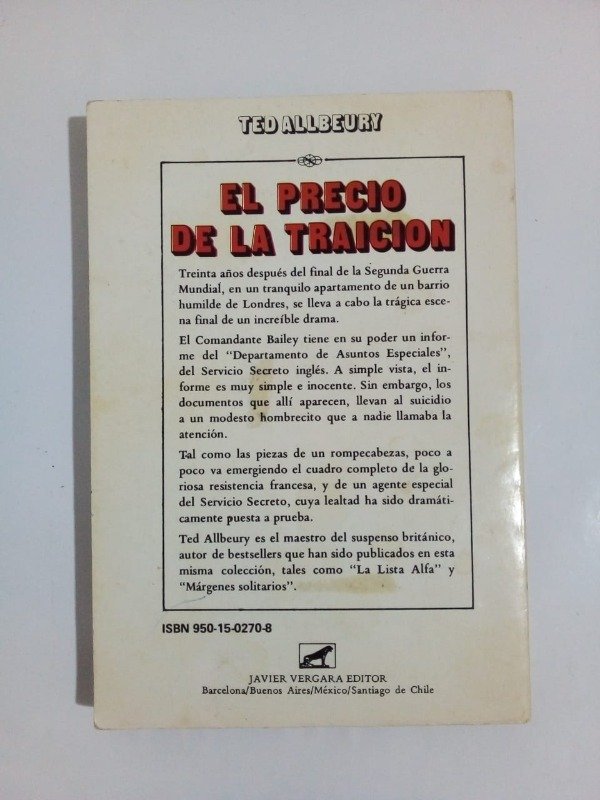 TED ALLBEURY
EL PRECIO
DE LA TRAICION
Treinta años después del final de la Segunda Guerra
Mundial, en un tranquilo apartamento de un barrio
humilde de Londres, se lleva a cabo la trágica esce-
na final de un increíble drama.
El Comandante Bailey tiene en su poder un infor-
me del "Departamento de Asuntos Especiales",
del Servicio Secreto inglés. A simple vista, el in-
forme es muy simple e inocente. Sin embargo, los
documentos que allí aparecen, llevan al suicidio
a un modesto hombrecito que a nadie llamaba la
atención.
Tal como las piezas de un rompecabezas, poco a
poco va emergiendo el cuadro completo de la glo-
riosa resistencia francesa, y de un agente especial
del Servicio Secreto, cuya lealtad ha sido dramáti-
camente puesta a prueba.
Ted Allbeury es el maestro del suspenso británico,
autor de bestsellers que han sido publicados en esta
misma colección, tales como "La Lista Alfa" y
"Márgenes solitarios".
ISBN 950-15-0270-8
JAVIER VERGARA EDITOR
Barcelona/Buenos Aires/México/Santiago de Chile